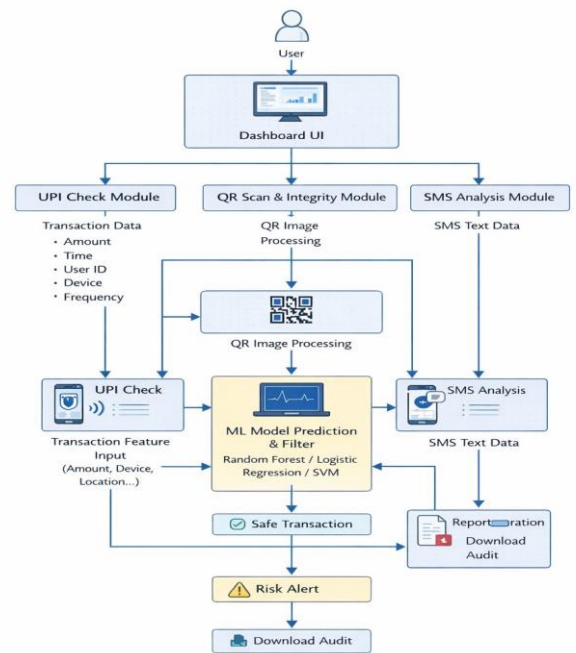 User
Dashboard UI
UPI Check Module
QR Scan & Integrity Module
SMS Analysis Module
Transaction Data
• Amount
• Time
• User ID
• Device
• Frequency
QR Image
Processing
SMS Text Data
QR Image Processing
UPI Check
ML Model Prediction
& Filter
Random Forest / Logistic
Regression / SVM
SMS Analysis
Transaction Feature
Input
(Amount, Device,
Location...)
SMS Text Data
Safe Transaction
Download
Audit
Risk Alert
Download Audit